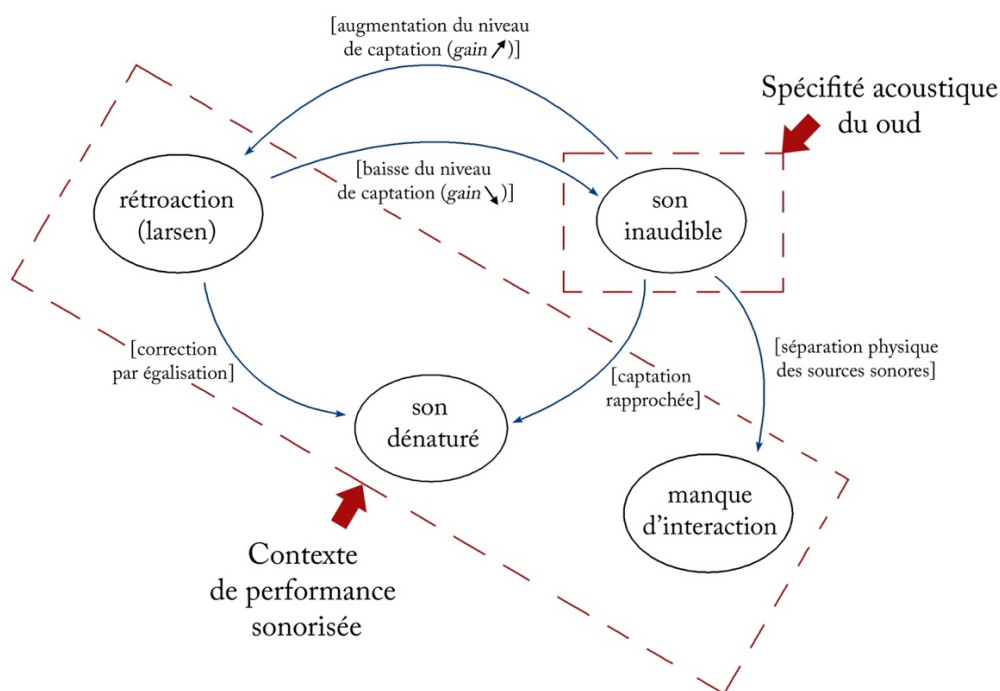 [augmentation du niveau
de captation (gain ↗)]
Spécifité acoustique
du oud
[baisse du niveau
de captation (gain ↘)]
rétroaction
(larsen)
son
inaudible
[correction
par égalisation]
[captation
rapprochée]
[séparation physique
des sources sonores]
son
dénaturé
manque
d’interaction
Contexte
de performance
sonorisée